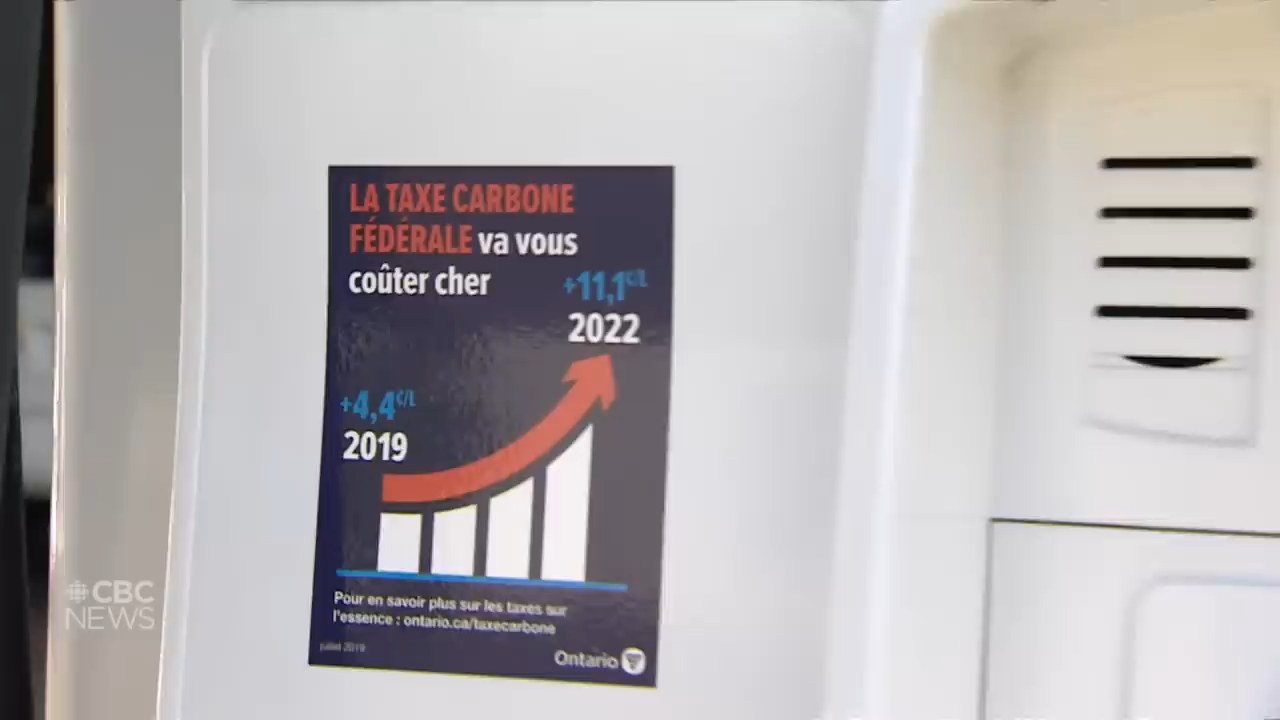 LA TAXE CARBONE
FÉDÉRALE va vous
coûter cher
+11,1¢/L
2022
+4,4¢/L
2019
Pour en savoir plus sur les taxes sur
l'essence : ontario.ca/taxecarbone
juillet 2019
Ontario
CBC
NEWS